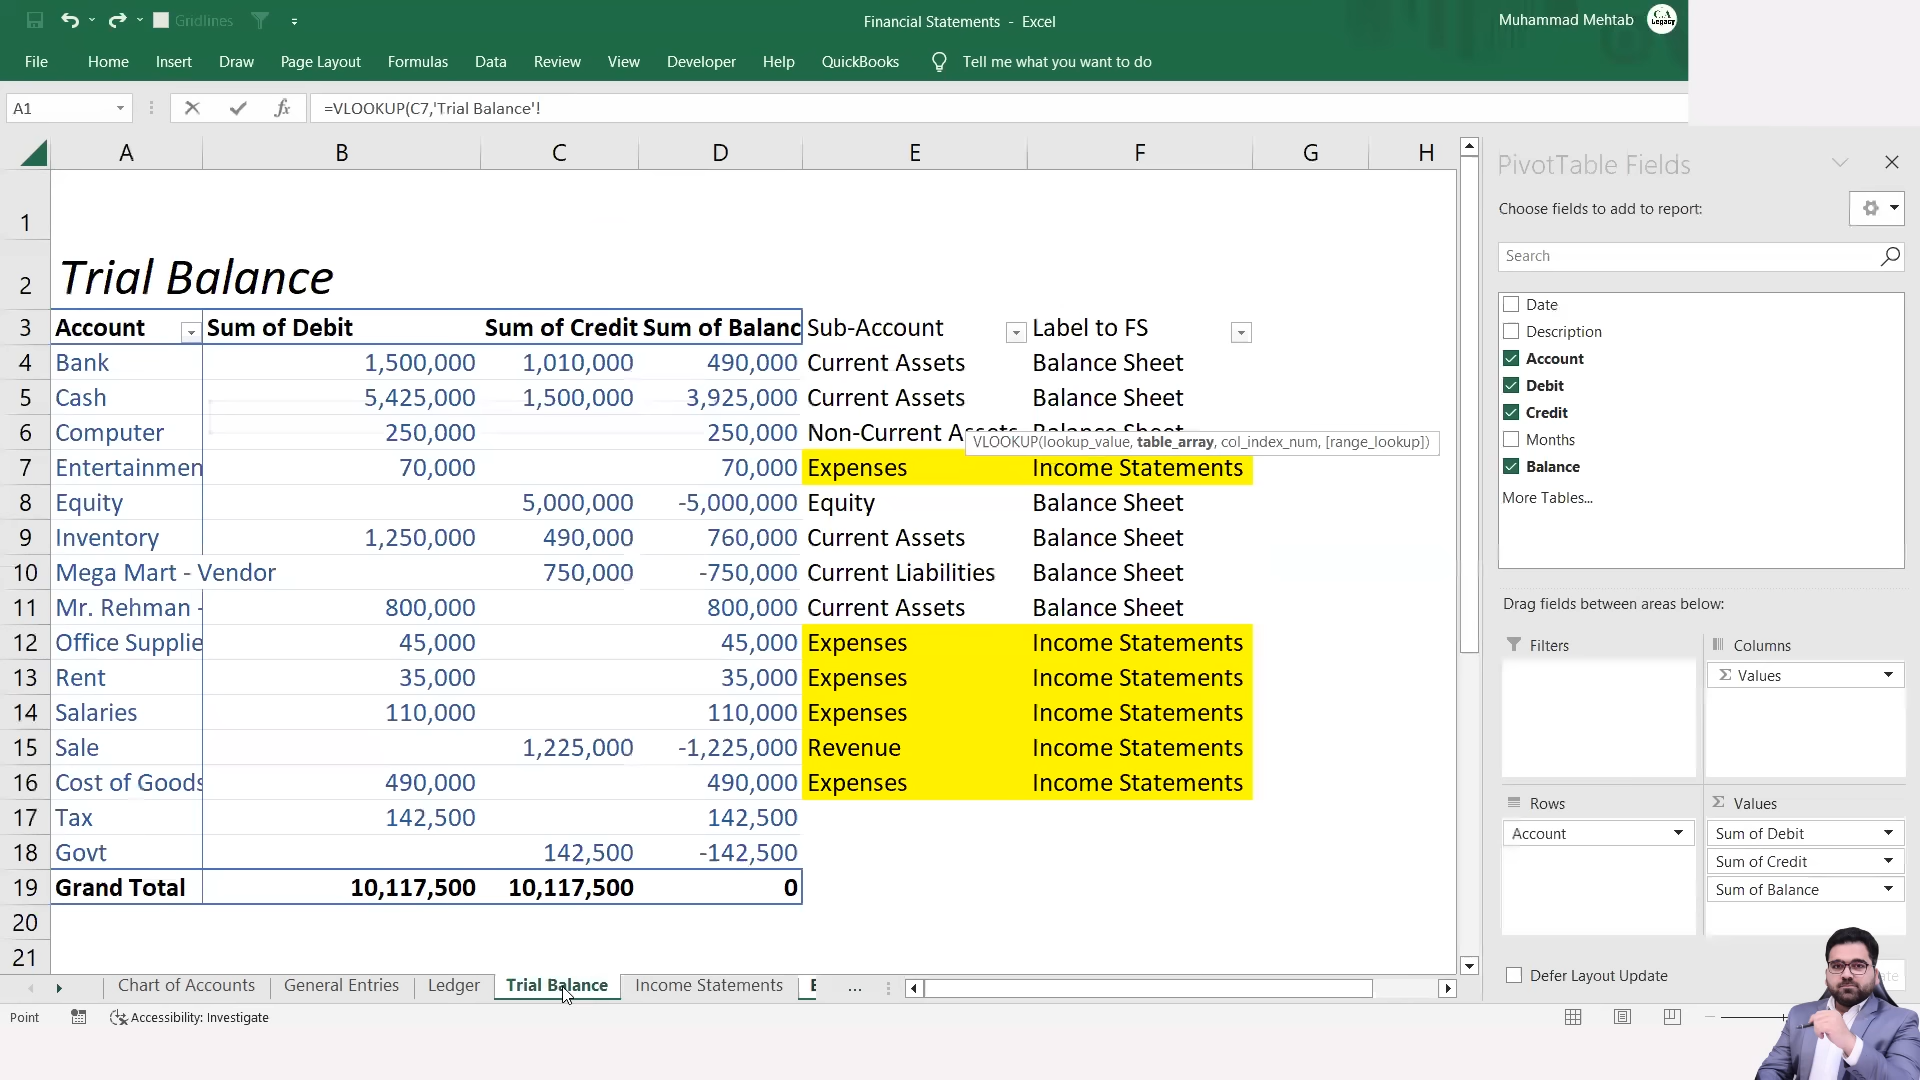 Gridlines
Financial Statements - Excel
Muhammad Mehtab
CA
Legacy
File Home Insert Draw Page Layout Formulas Data Review View Developer Help QuickBooks Tell me what you want to do
A1 fx =VLOOKUP(C7,'Trial Balance'!
A B C D E F G H
1
2 Trial Balance
3 Account Sum of Debit Sum of Credit Sum of Balanc Sub-Account Label to FS
4 Bank 1,500,000 1,010,000 490,000 Current Assets Balance Sheet
5 Cash 5,425,000 1,500,000 3,925,000 Current Assets Balance Sheet
6 Computer 250,000 250,000 Non-Current Assets Balance Sheet
VLOOKUP(lookup_value, table_array, col_index_num, [range_lookup])
7 Entertainmen 70,000 70,000 Expenses Income Statements
8 Equity 5,000,000 -5,000,000 Equity Balance Sheet
9 Inventory 1,250,000 490,000 760,000 Current Assets Balance Sheet
10 Mega Mart - Vendor 750,000 -750,000 Current Liabilities Balance Sheet
11 Mr. Rehman - 800,000 800,000 Current Assets Balance Sheet
12 Office Supplie 45,000 45,000 Expenses Income Statements
13 Rent 35,000 35,000 Expenses Income Statements
14 Salaries 110,000 110,000 Expenses Income Statements
15 Sale 1,225,000 -1,225,000 Revenue Income Statements
16 Cost of Goods 490,000 490,000 Expenses Income Statements
17 Tax 142,500 142,500
18 Govt 142,500 -142,500
19 Grand Total 10,117,500 10,117,500 0
20
21
PivotTable Fields
Choose fields to add to report:
Search
Date
Description
Account
Debit
Credit
Months
Balance
More Tables...
Drag fields between areas below:
Filters
Columns
Σ Values
Rows
Account
Σ Values
Sum of Debit
Sum of Credit
Sum of Balance
Defer Layout Update
Chart of Accounts General Entries Ledger Trial Balance Income Statements ...
Point Accessibility: Investigate